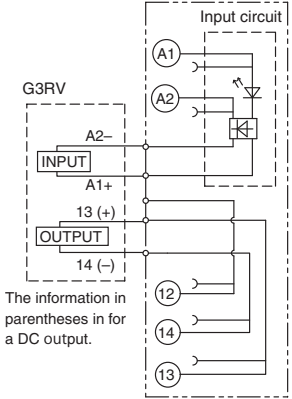 Input circuit
A1
G3RV
A2
A2–
INPUT
A1+
13 (+)
OUTPUT
14 (–)
12
The information in
parentheses in for
a DC output.
14
13